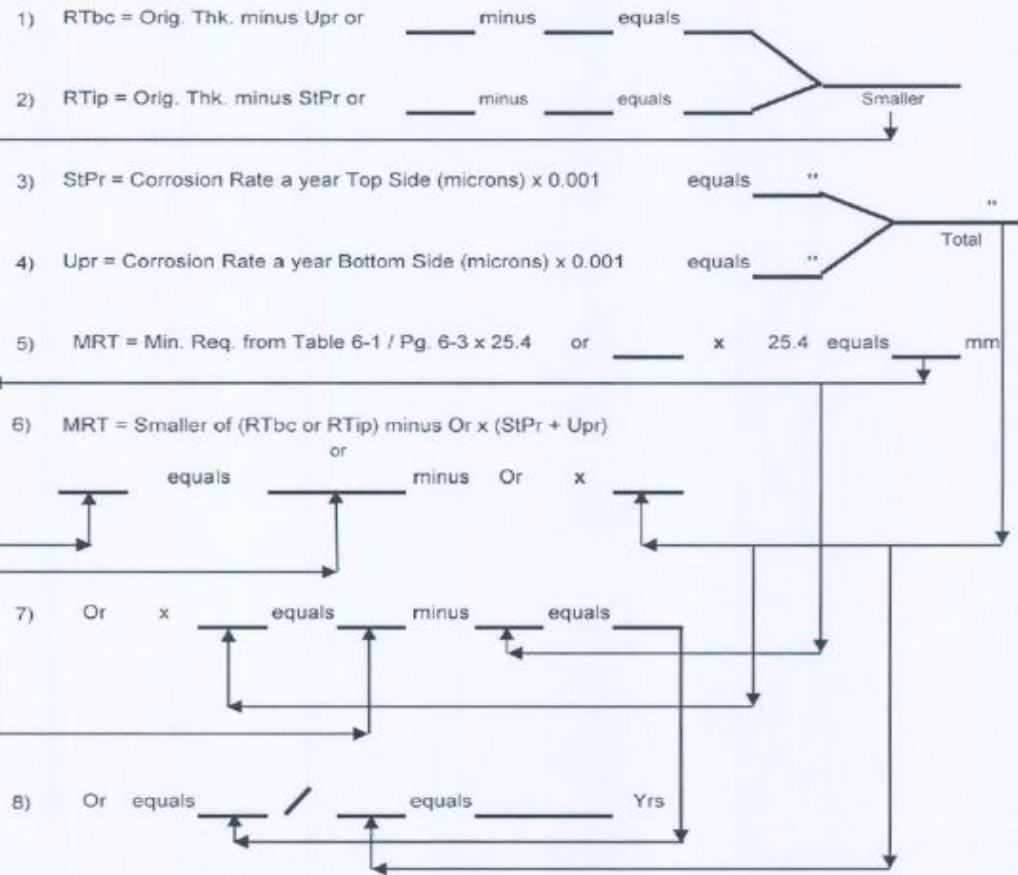 1) RTbc = Orig. Thk. minus Upr or minus equals
2) RTip = Orig. Thk. minus StPr or minus equals
Smaller
3) StPr = Corrosion Rate a year Top Side (microns) x 0.001 equals "
"
Total
4) Upr = Corrosion Rate a year Bottom Side (microns) x 0.001 equals "
5) MRT = Min. Req. from Table 6-1 / Pg. 6-3 x 25.4 or x 25.4 equals mm
6) MRT = Smaller of (RTbc or RTip) minus Or x (StPr + Upr)
or
equals minus Or x
7) Or x equals minus equals
8) Or equals / equals Yrs